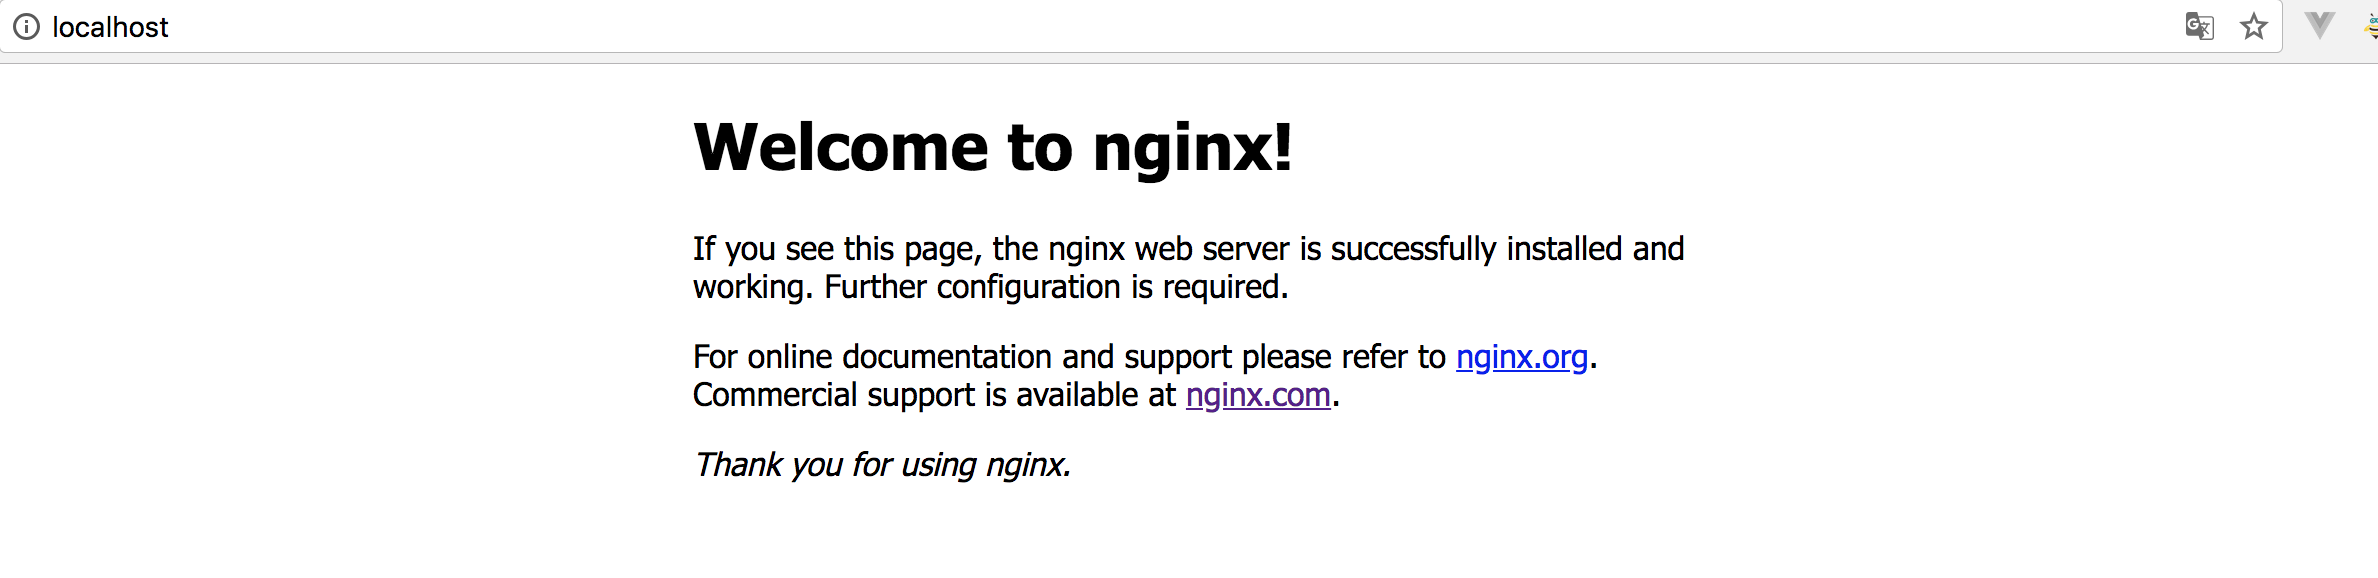 localhost
Welcome to nginx!
If you see this page, the nginx web server is successfully installed and
working. Further configuration is required.
For online documentation and support please refer to nginx.org.
Commercial support is available at nginx.com.
Thank you for using nginx.